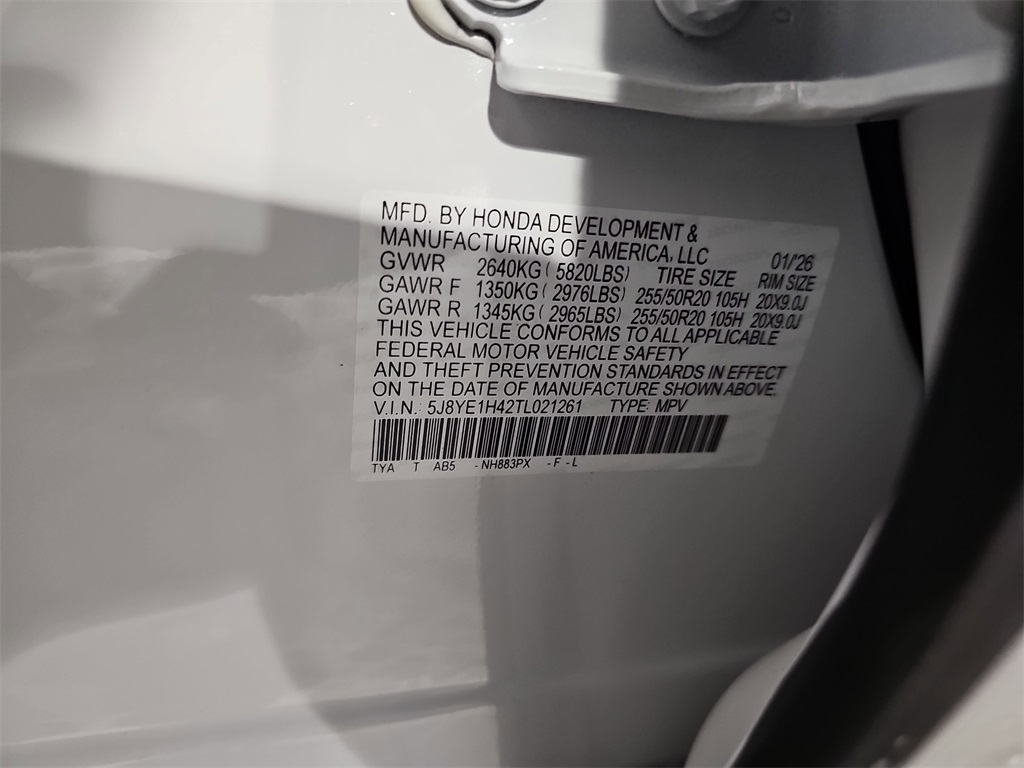 MFD. BY HONDA DEVELOPMENT &
MANUFACTURING OF AMERICA, LLC 01/'26
GVWR 2640KG ( 5820LBS) TIRE SIZE RIM SIZE
GAWR F 1350KG ( 2976LBS) 255/50R20 105H 20X9.0J
GAWR R 1345KG ( 2965LBS) 255/50R20 105H 20X9.0J
THIS VEHICLE CONFORMS TO ALL APPLICABLE
FEDERAL MOTOR VEHICLE SAFETY
AND THEFT PREVENTION STANDARDS IN EFFECT
ON THE DATE OF MANUFACTURE SHOWN ABOVE.
V.I.N. 5J8YE1H42TL021261 TYPE: MPV
TYA T AB5 - NH883PX - F - L